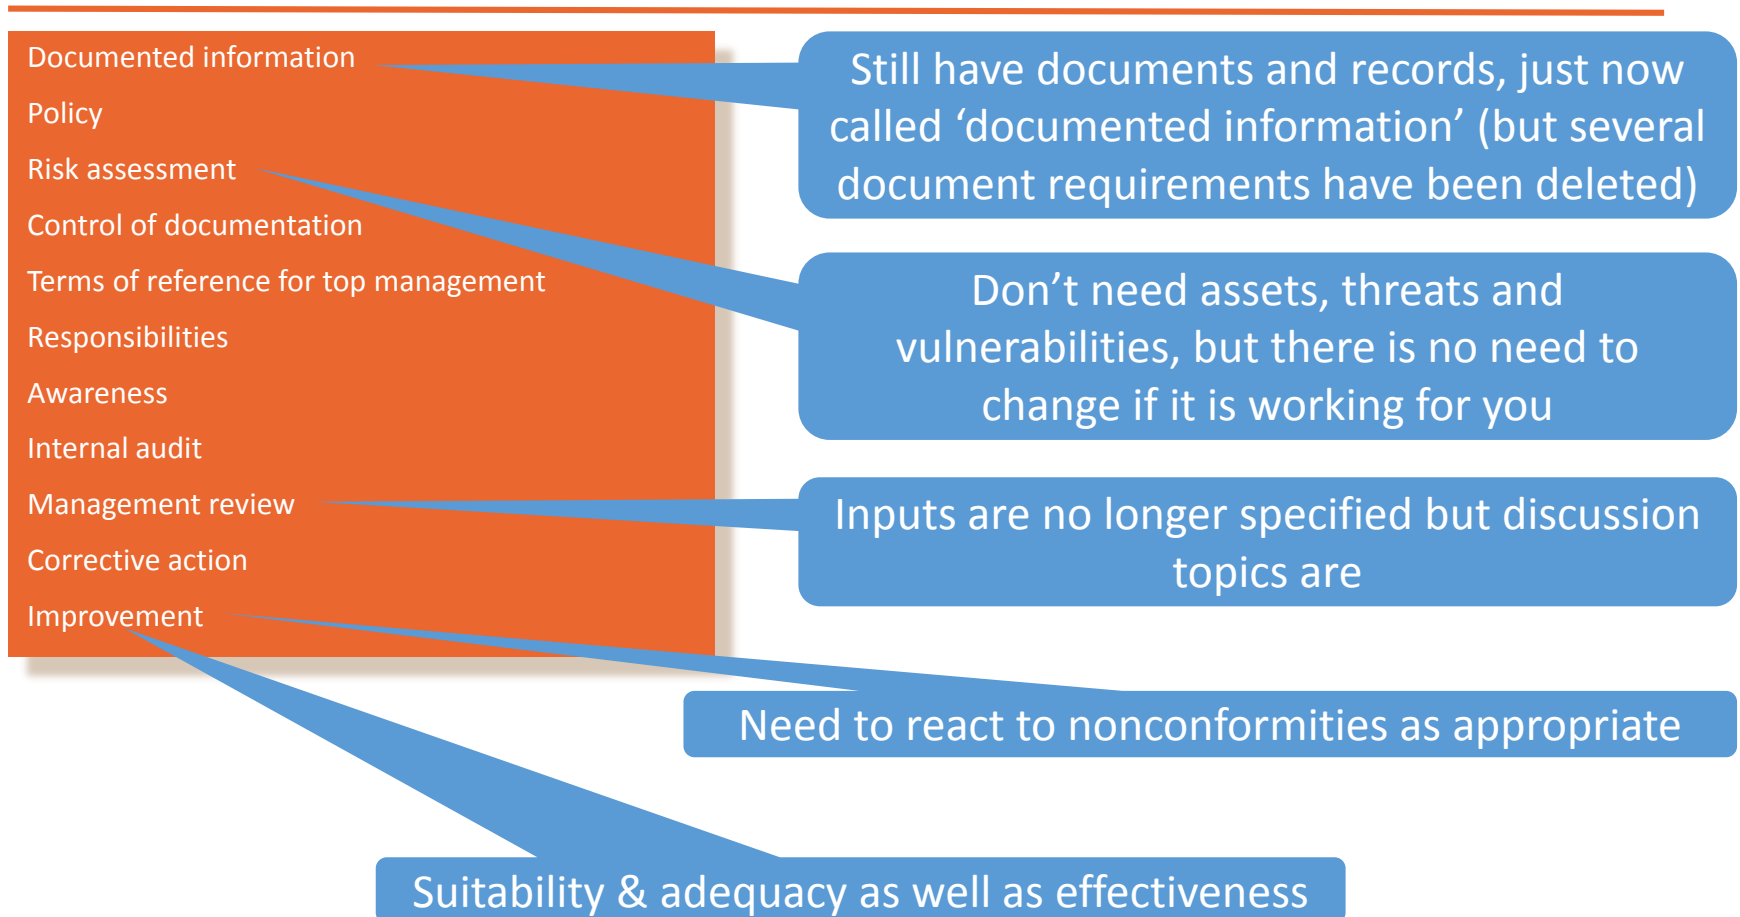 Documented information
Policy
Risk assessment
Control of documentation
Terms of reference for top management
Responsibilities
Awareness
Internal audit
Management review
Corrective action
Improvement
Still have documents and records, just now
called ‘documented information’ (but several
document requirements have been deleted)
Don’t need assets, threats and
vulnerabilities, but there is no need to
change if it is working for you
Inputs are no longer specified but discussion
topics are
Need to react to nonconformities as appropriate
Suitability & adequacy as well as effectiveness